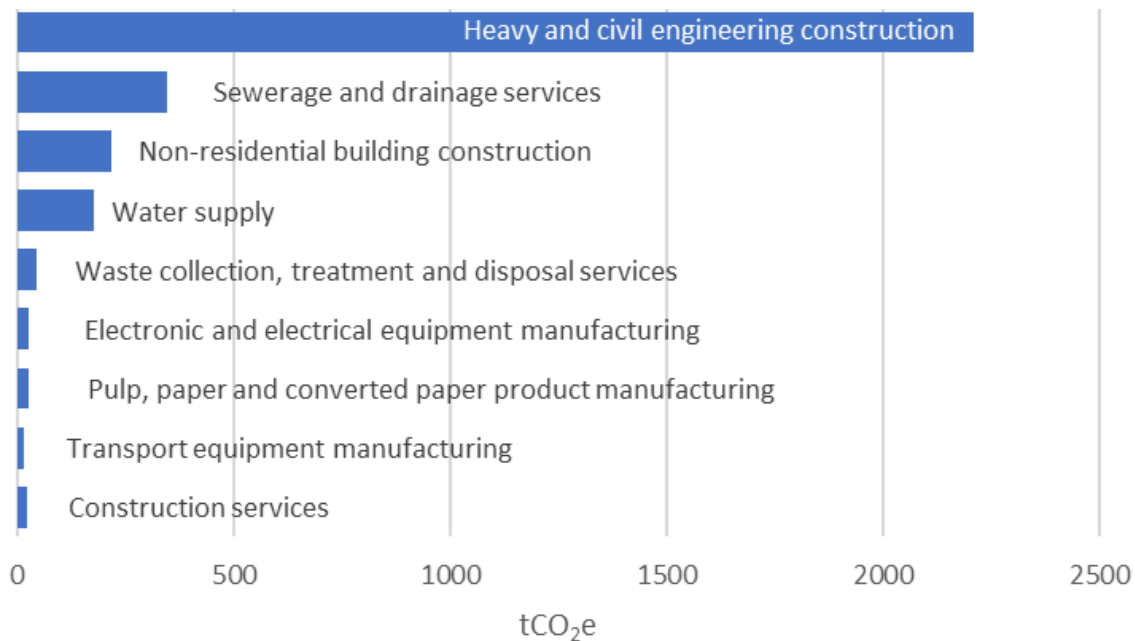 Heavy and civil engineering construction
Sewerage and drainage services
Non-residential building construction
Water supply
Waste collection, treatment and disposal services
Electronic and electrical equipment manufacturing
Pulp, paper and converted paper product manufacturing
Transport equipment manufacturing
Construction services
0 500 1000 1500 2000 2500
tCO₂e